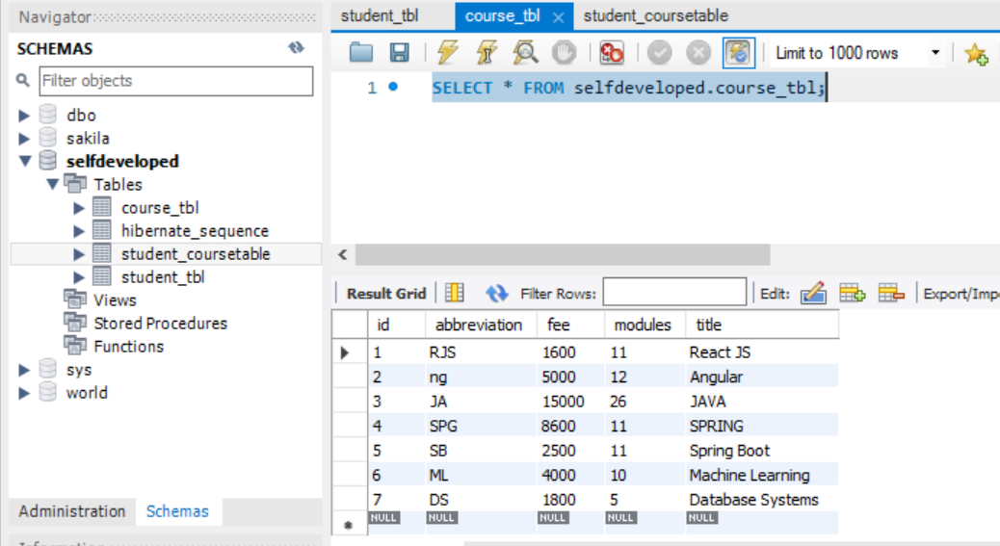 Navigator
SCHEMAS
Filter objects
dbo
sakila
selfdeveloped
Tables
course_tbl
hibernate_sequence
student_coursetable
student_tbl
Views
Stored Procedures
Functions
sys
world
Administration Schemas
student_tbl course_tbl student_coursetable
Limit to 1000 rows
1 SELECT * FROM selfdeveloped.course_tbl;
Result Grid Filter Rows: Edit: Export/Imp
id abbreviation fee modules title
1 RJS 1600 11 React JS
2 ng 5000 12 Angular
3 JA 15000 26 JAVA
4 SPG 8600 11 SPRING
5 SB 2500 11 Spring Boot
6 ML 4000 10 Machine Learning
7 DS 1800 5 Database Systems
NULL NULL NULL NULL NULL